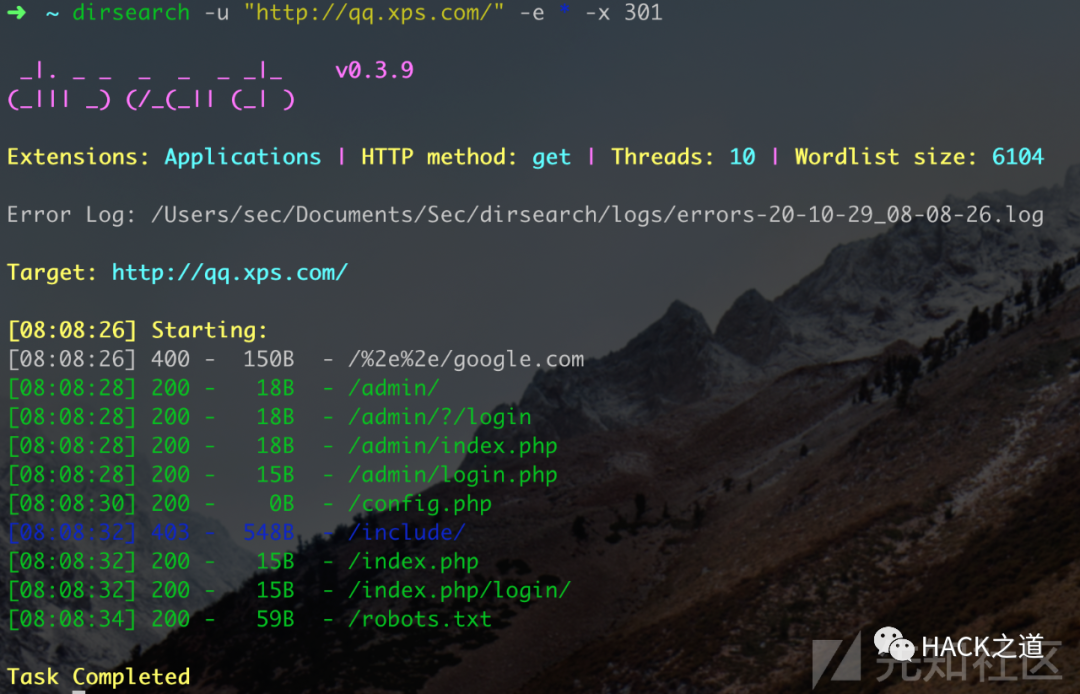 ➜ ~ dirsearch -u "http://qq.xps.com/" -e * -x 301
_|. _ _ _ _ _ _|_ v0.3.9
(_||| _) (/_(_|| (_| )
Extensions: Applications | HTTP method: get | Threads: 10 | Wordlist size: 6104
Error Log: /Users/sec/Documents/Sec/dirsearch/logs/errors-20-10-29_08-08-26.log
Target: http://qq.xps.com/
[08:08:26] Starting:
[08:08:26] 400 - 150B - /%2e%2e/google.com
[08:08:28] 200 - 18B - /admin/
[08:08:28] 200 - 18B - /admin/?/login
[08:08:28] 200 - 18B - /admin/index.php
[08:08:28] 200 - 15B - /admin/login.php
[08:08:30] 200 - 0B - /config.php
[08:08:32] 403 - 548B - /include/
[08:08:32] 200 - 15B - /index.php
[08:08:32] 200 - 15B - /index.php/login/
[08:08:34] 200 - 59B - /robots.txt
HACK之道
先知社区
Task Completed